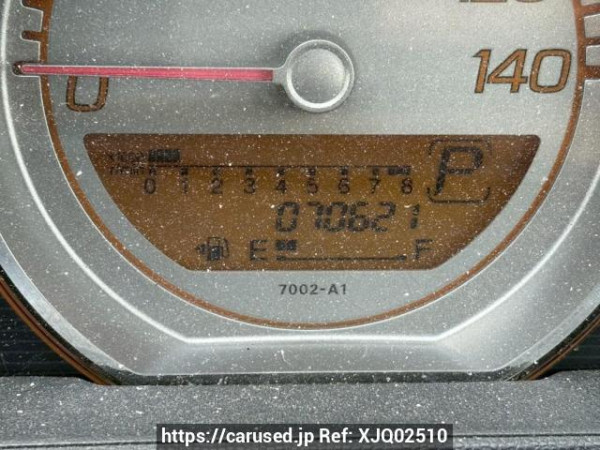 0
140
0 1 2 3 4 5 6 7 8
P
070621
E F
7002-A1
https://carused.jp Ref: XJQ02510